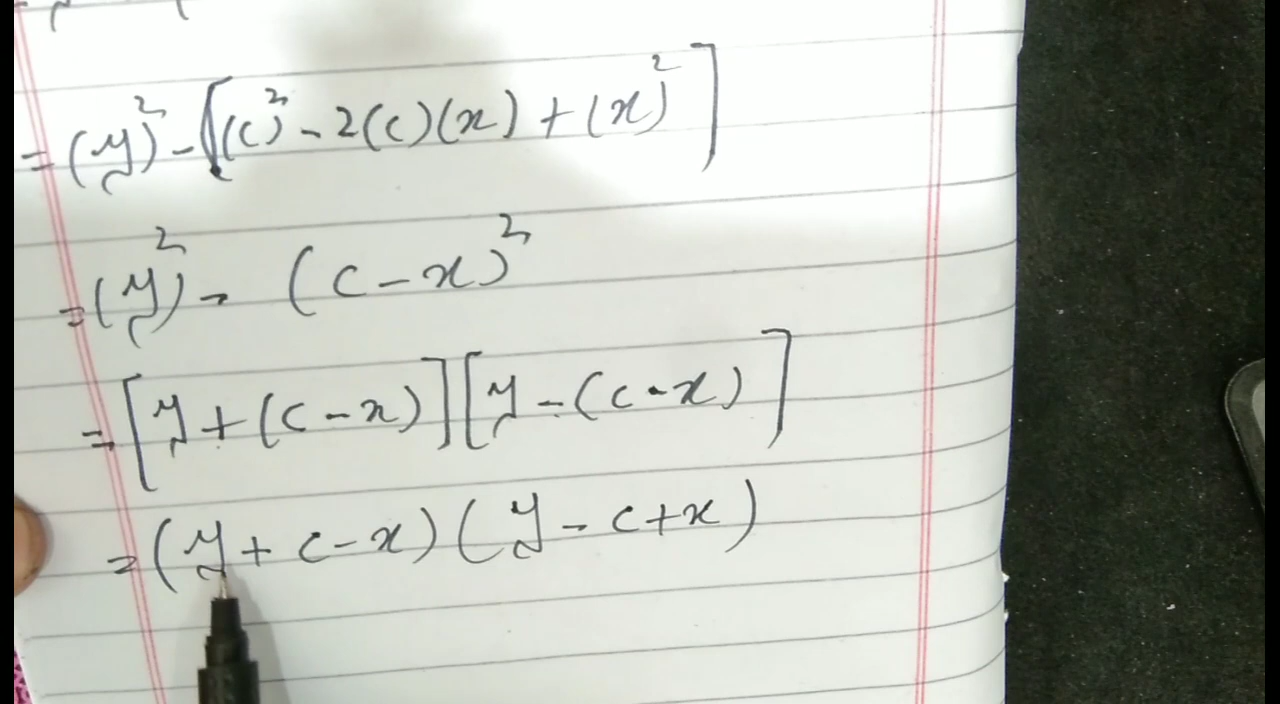 = (y)² - [(c)² - 2(c)(x) + (x)²]
= (y)² - (c - x)²
= [y + (c - x)][y - (c - x)]
= (y + c - x)(y - c + x)